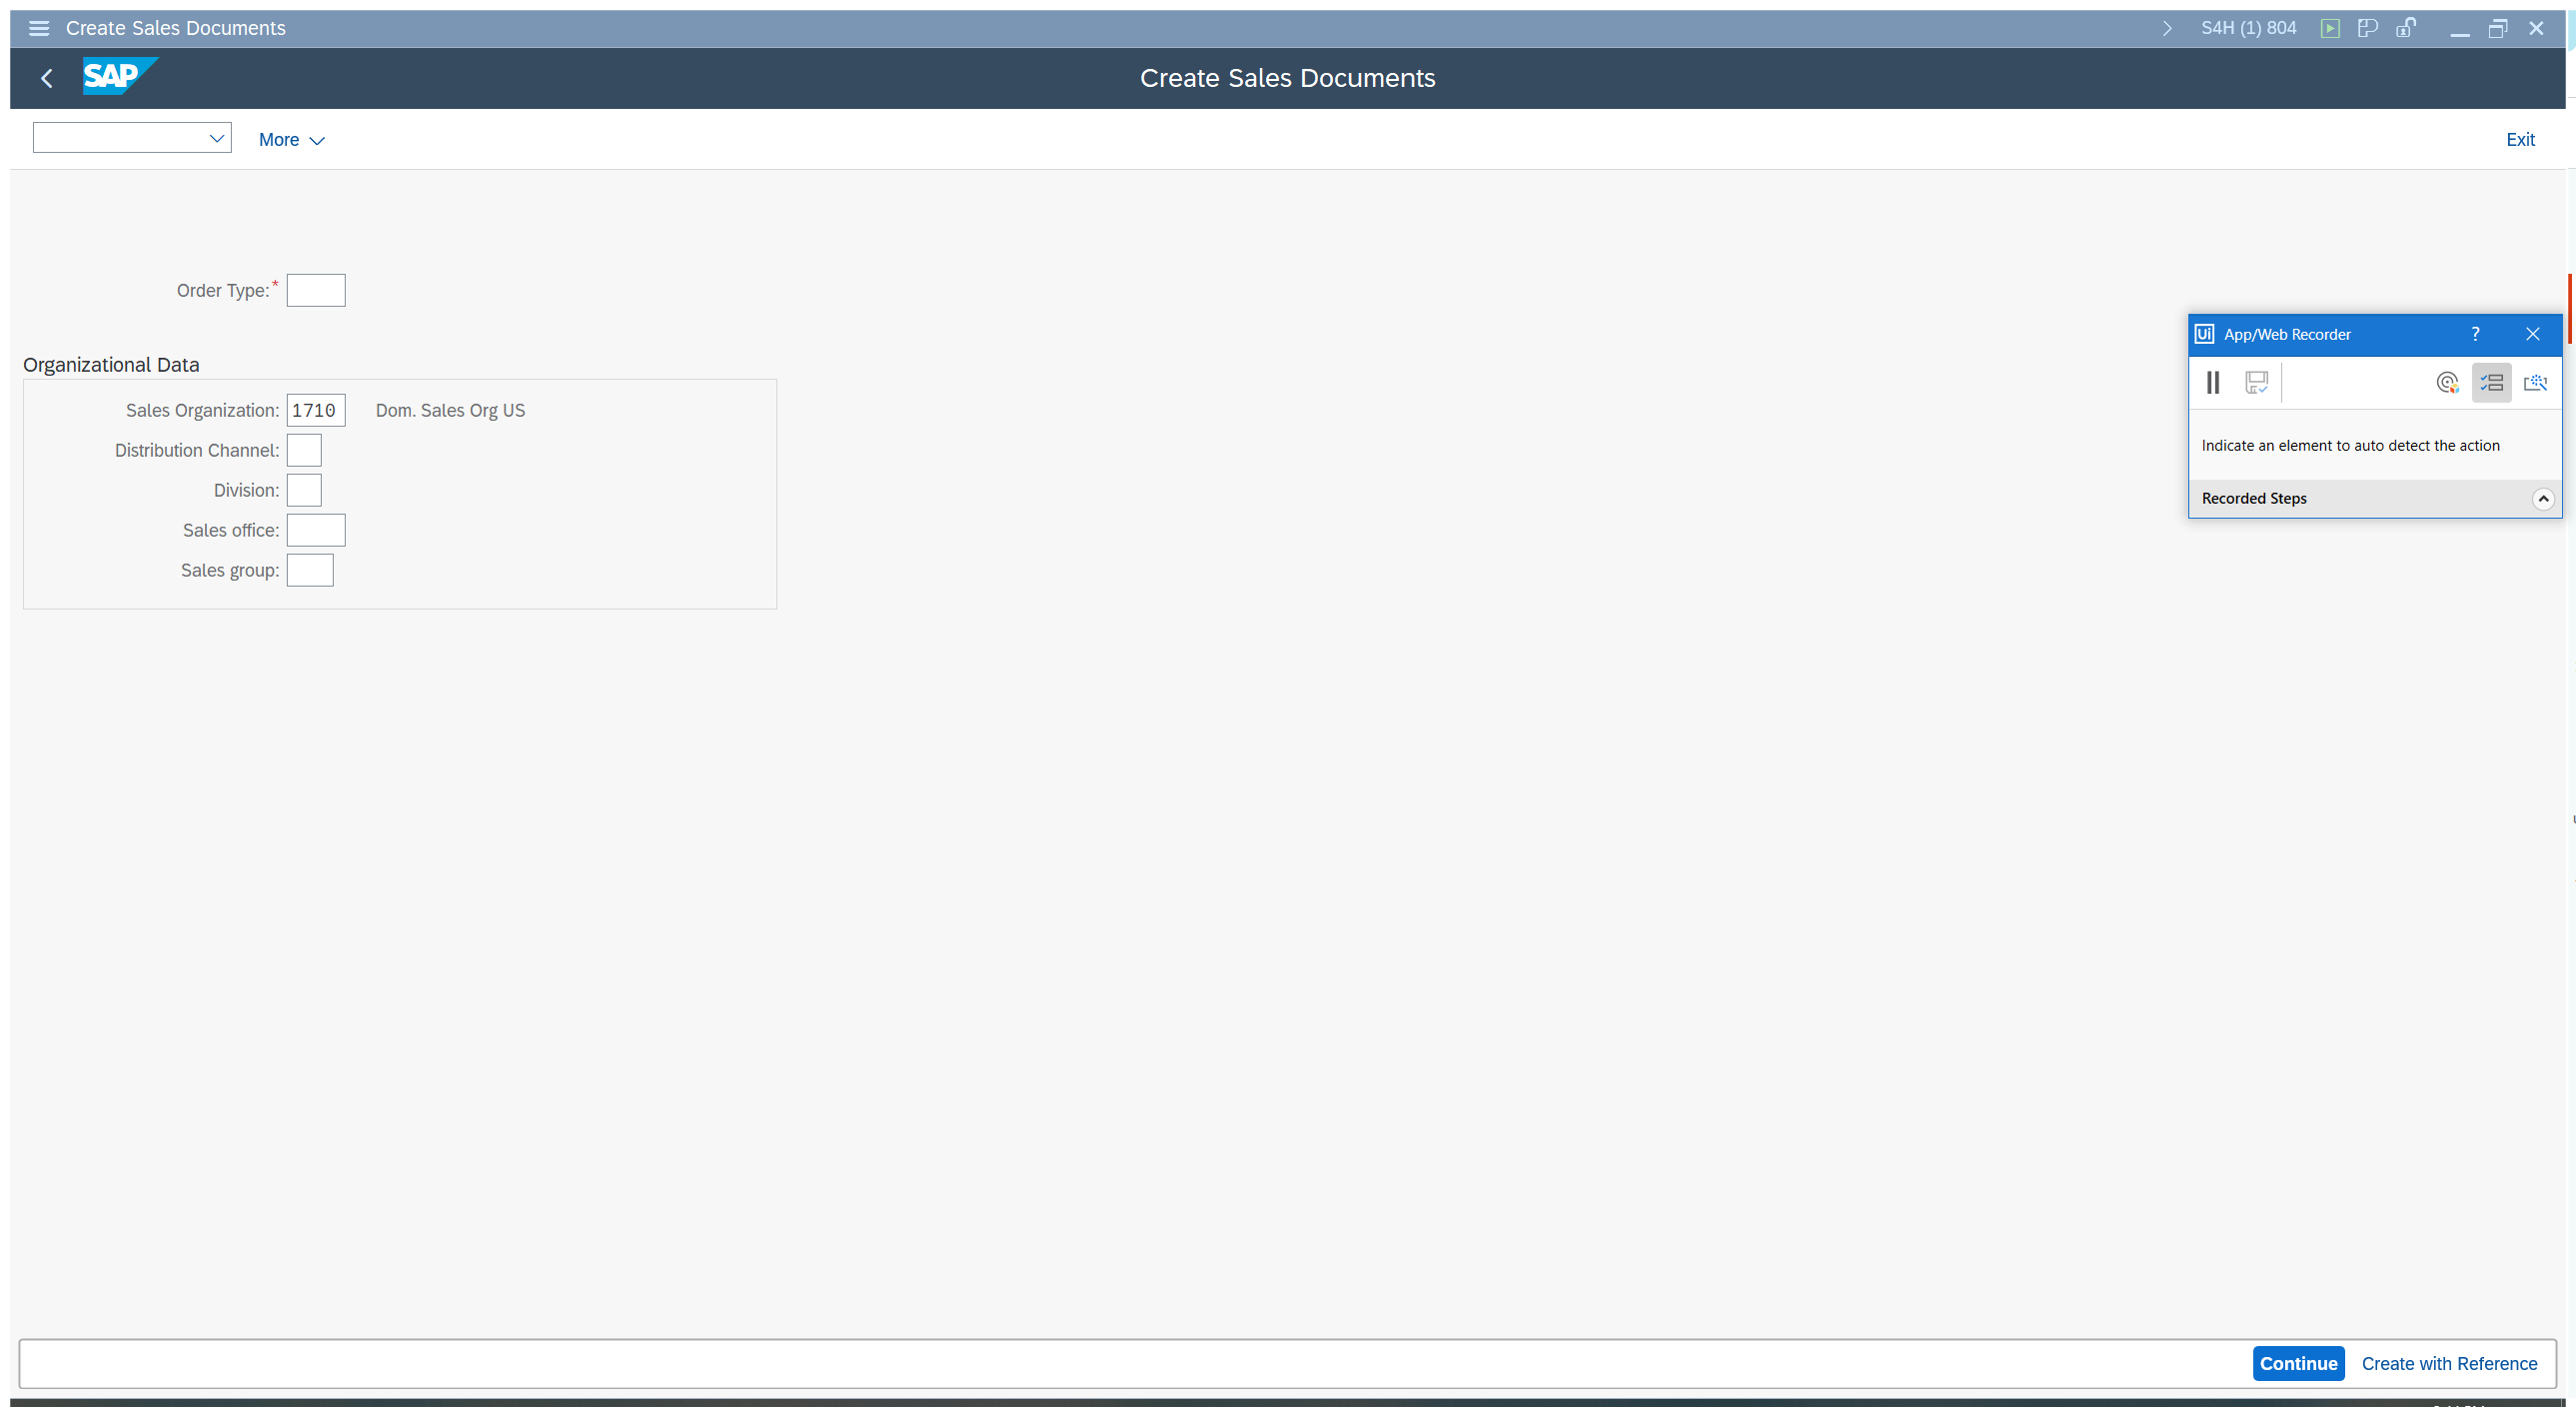 Create Sales Documents
S4H (1) 804
SAP
Create Sales Documents
More
Exit
Order Type:*
Organizational Data
Sales Organization: 1710 Dom. Sales Org US
Distribution Channel:
Division:
Sales office:
Sales group:
Ui App/Web Recorder ?
Indicate an element to auto detect the action
Recorded Steps
Continue Create with Reference